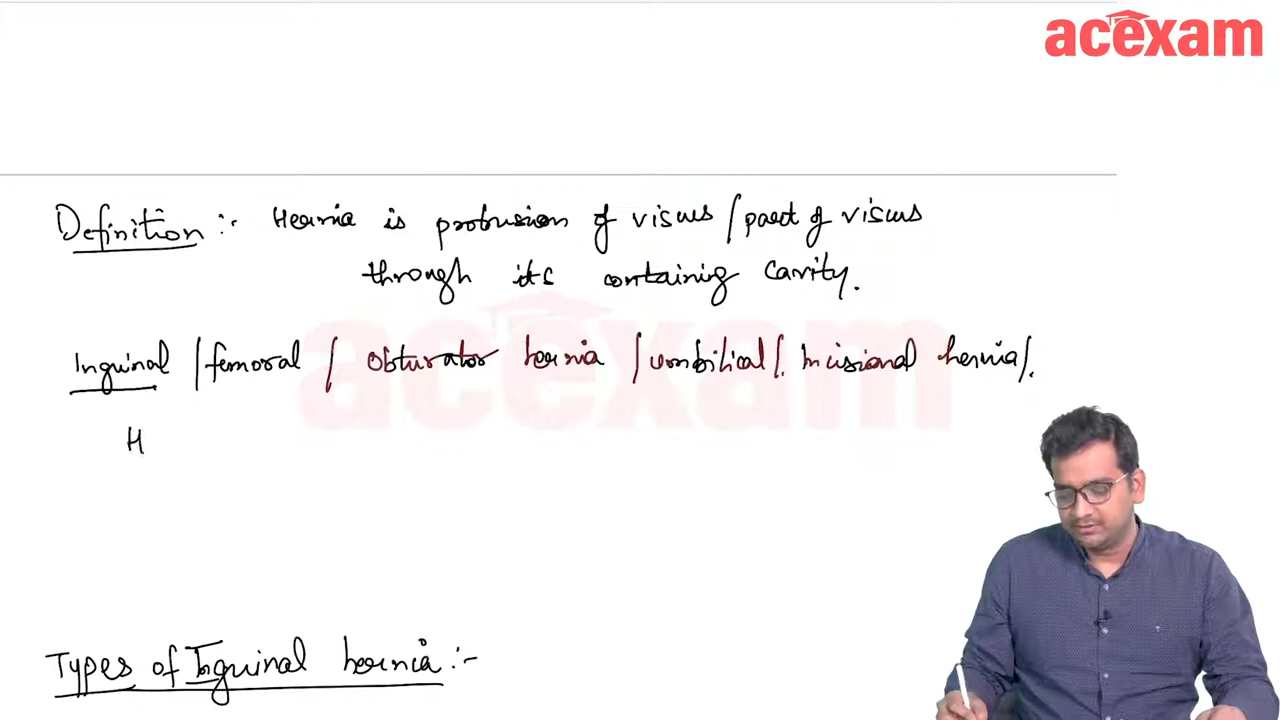 acexam
Definition :- Hernia is protrusion of viscus / part of viscus
through its containing cavity.
Inguinal / femoral / obturator hernia / umbilical / Incisional hernia /.
H
Types of Inguinal hernia :-